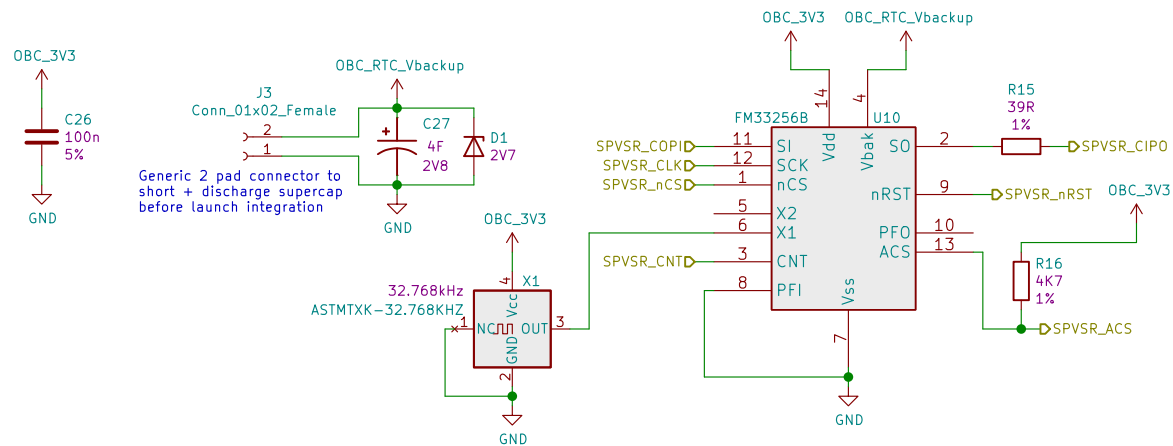 OBC_3V3
C26
100n
5%
GND
J3
Conn_01x02_Female
2
1
OBC_RTC_Vbackup
+
C27
4F
2V8
D1
2V7
GND
Generic 2 pad connector to
short + discharge supercap
before launch integration
OBC_3V3
4
X1
32.768kHz
ASTMTXK-32.768KHZ
1
NC
Vcc
OUT
3
GND
2
GND
OBC_3V3
OBC_RTC_Vbackup
14
4
FM33256B
U10
Vdd
Vbak
SPVSR_COPI
11
SI
SPVSR_CLK
12
SCK
SPVSR_nCS
1
nCS
5
X2
6
X1
SPVSR_CNT
3
CNT
8
PFI
Vss
7
GND
SO
2
R15
39R
1%
SPVSR_CIPO
nRST
9
SPVSR_nRST
PFO
10
ACS
13
OBC_3V3
R16
4K7
1%
SPVSR_ACS